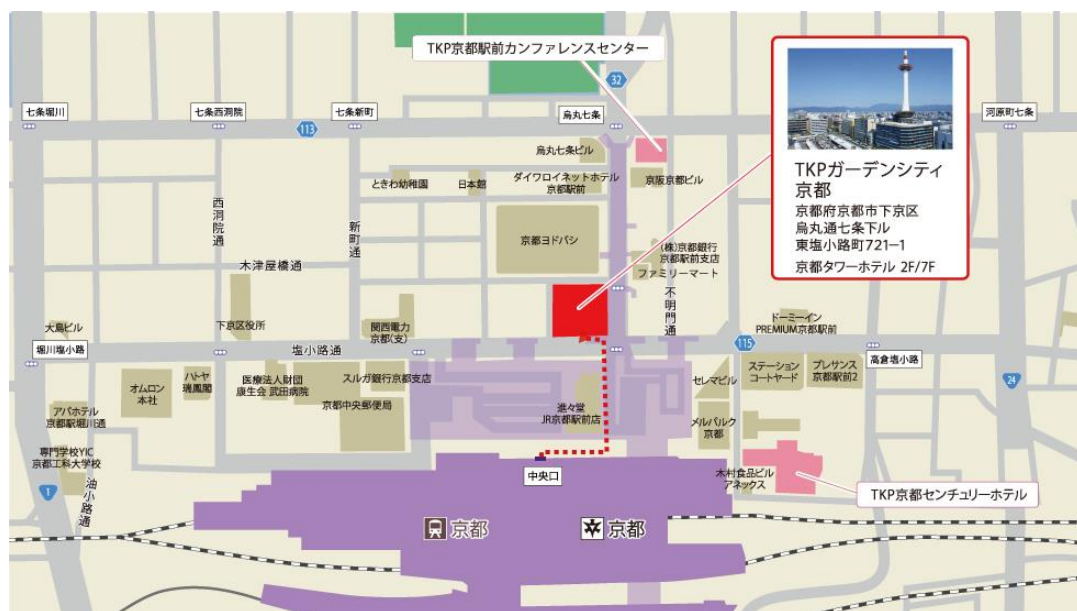 TKP京都駅前カンファレンスセンター
32
七条堀川
七条西洞院
七条新町
烏丸七条
河原町七条
113
烏丸七条ビル
ときわ幼稚園
日本館
ダイワロイネットホテル
京都駅前
京阪京都ビル
TKPガーデンシティ
京都
京都府京都市下京区
烏丸通七条下ル
東塩小路町721−1
京都タワーホテル 2F/7F
西洞院通
新町通
京都ヨドバシ
(株)京都銀行
京都駅前支店
ファミリーマート
木津屋橋通
不明門通
大島ビル
下京区役所
関西電力
京都(支)
ドーミーイン
PREMIUM京都駅前
堀川塩小路
塩小路通
115
高倉塩小路
オムロン
本社
ハトヤ
瑞鳳閣
医療法人財団
康生会 武田病院
スルガ銀行京都支店
京都中央郵便局
セレマビル
ステーション
コートヤード
プレサンス
京都駅前2
24
アパホテル
京都駅堀川通
進々堂
JR京都駅前店
メルパルク
京都
専門学校YIC
京都工科大学校
中央口
木村食品ビル
アネックス
TKP京都センチュリーホテル
1
油小路通
京都
京都